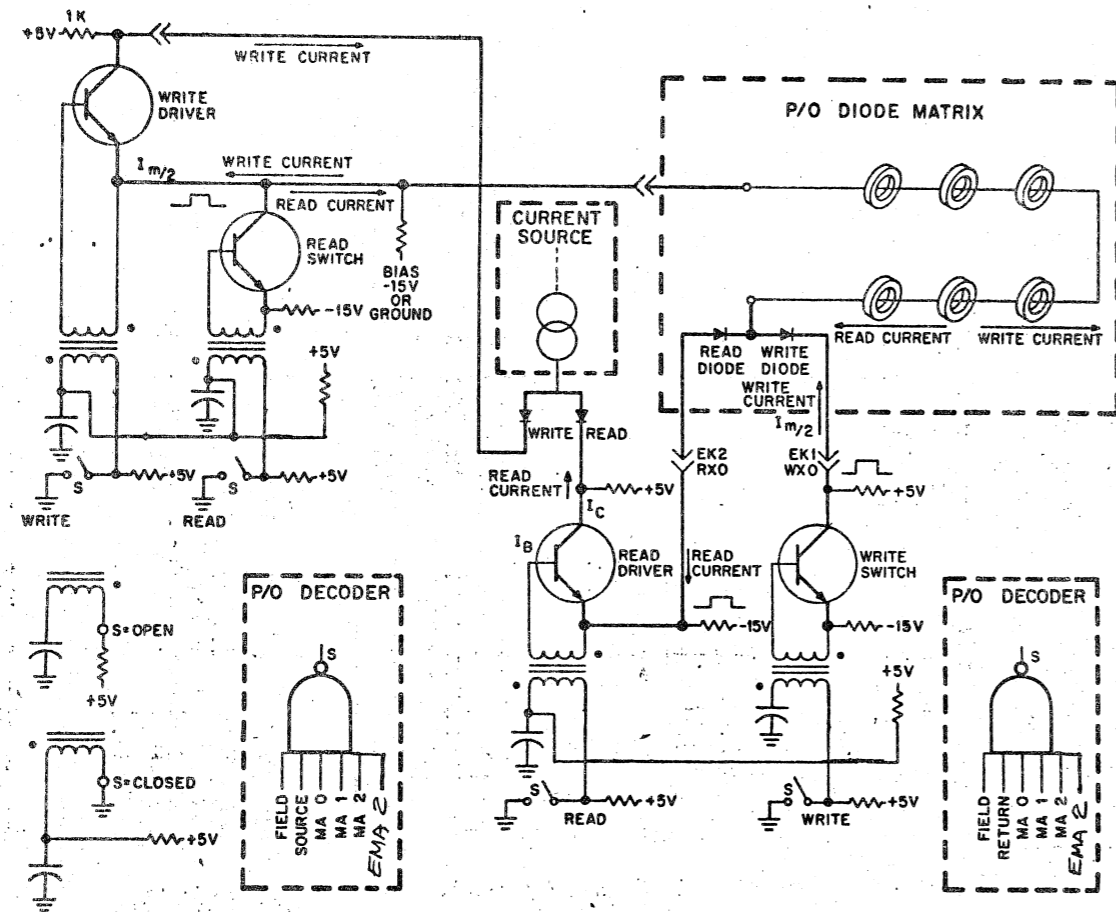 1K
+5V
WRITE CURRENT
WRITE
DRIVER
P/O DIODE MATRIX
I m/2
WRITE CURRENT
READ CURRENT
READ
SWITCH
CURRENT
SOURCE
BIAS
-15V
OR
GROUND
-15V
+5V
READ CURRENT
WRITE CURRENT
READ
DIODE
WRITE
DIODE
WRITE
CURRENT
I m/2
WRITE
READ
EK2
RXO
EK1
WXO
S
+5V
S
+5V
WRITE
READ
READ
CURRENT
+5V
+5V
IC
IB
READ
DRIVER
READ
CURRENT
WRITE
SWITCH
-15V
-15V
S=OPEN
+5V
S=CLOSED
+5V
P/O DECODER
S
FIELD
SOURCE
MA 0
MA 1
MA 2
EMA 2
+5V
S
+5V
READ
S
+5V
WRITE
P/O DECODER
S
FIELD
RETURN
MA 0
MA 1
MA 2
EMA 2